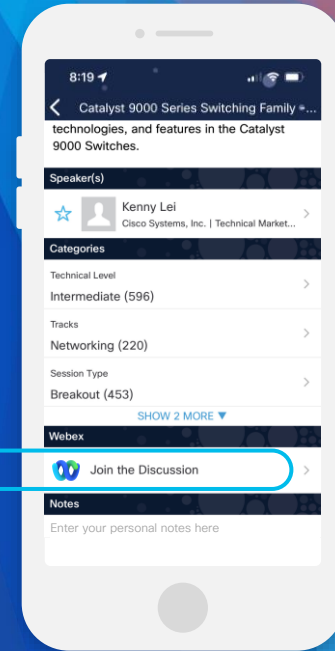 8:19
Catalyst 9000 Series Switching Family -...
technologies, and features in the Catalyst
9000 Switches.
Speaker(s)
Kenny Lei
Cisco Systems, Inc. | Technical Market...
Categories
Technical Level
Intermediate (596)
Tracks
Networking (220)
Session Type
Breakout (453)
SHOW 2 MORE ▼
Webex
Join the Discussion
Notes
Enter your personal notes here